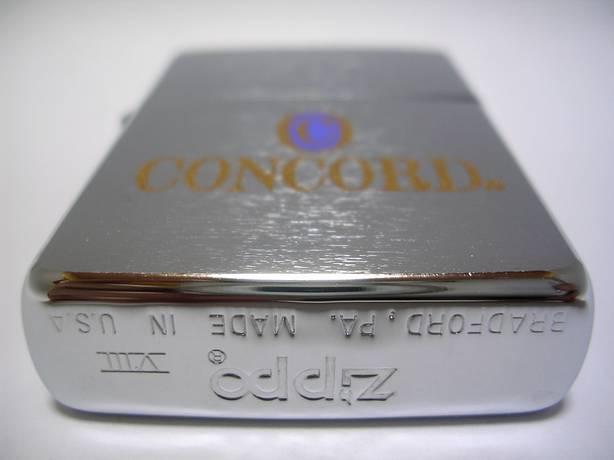 C
CONCORD®
zippo® VIII
BRADFORD, PA. MADE IN U.S.A